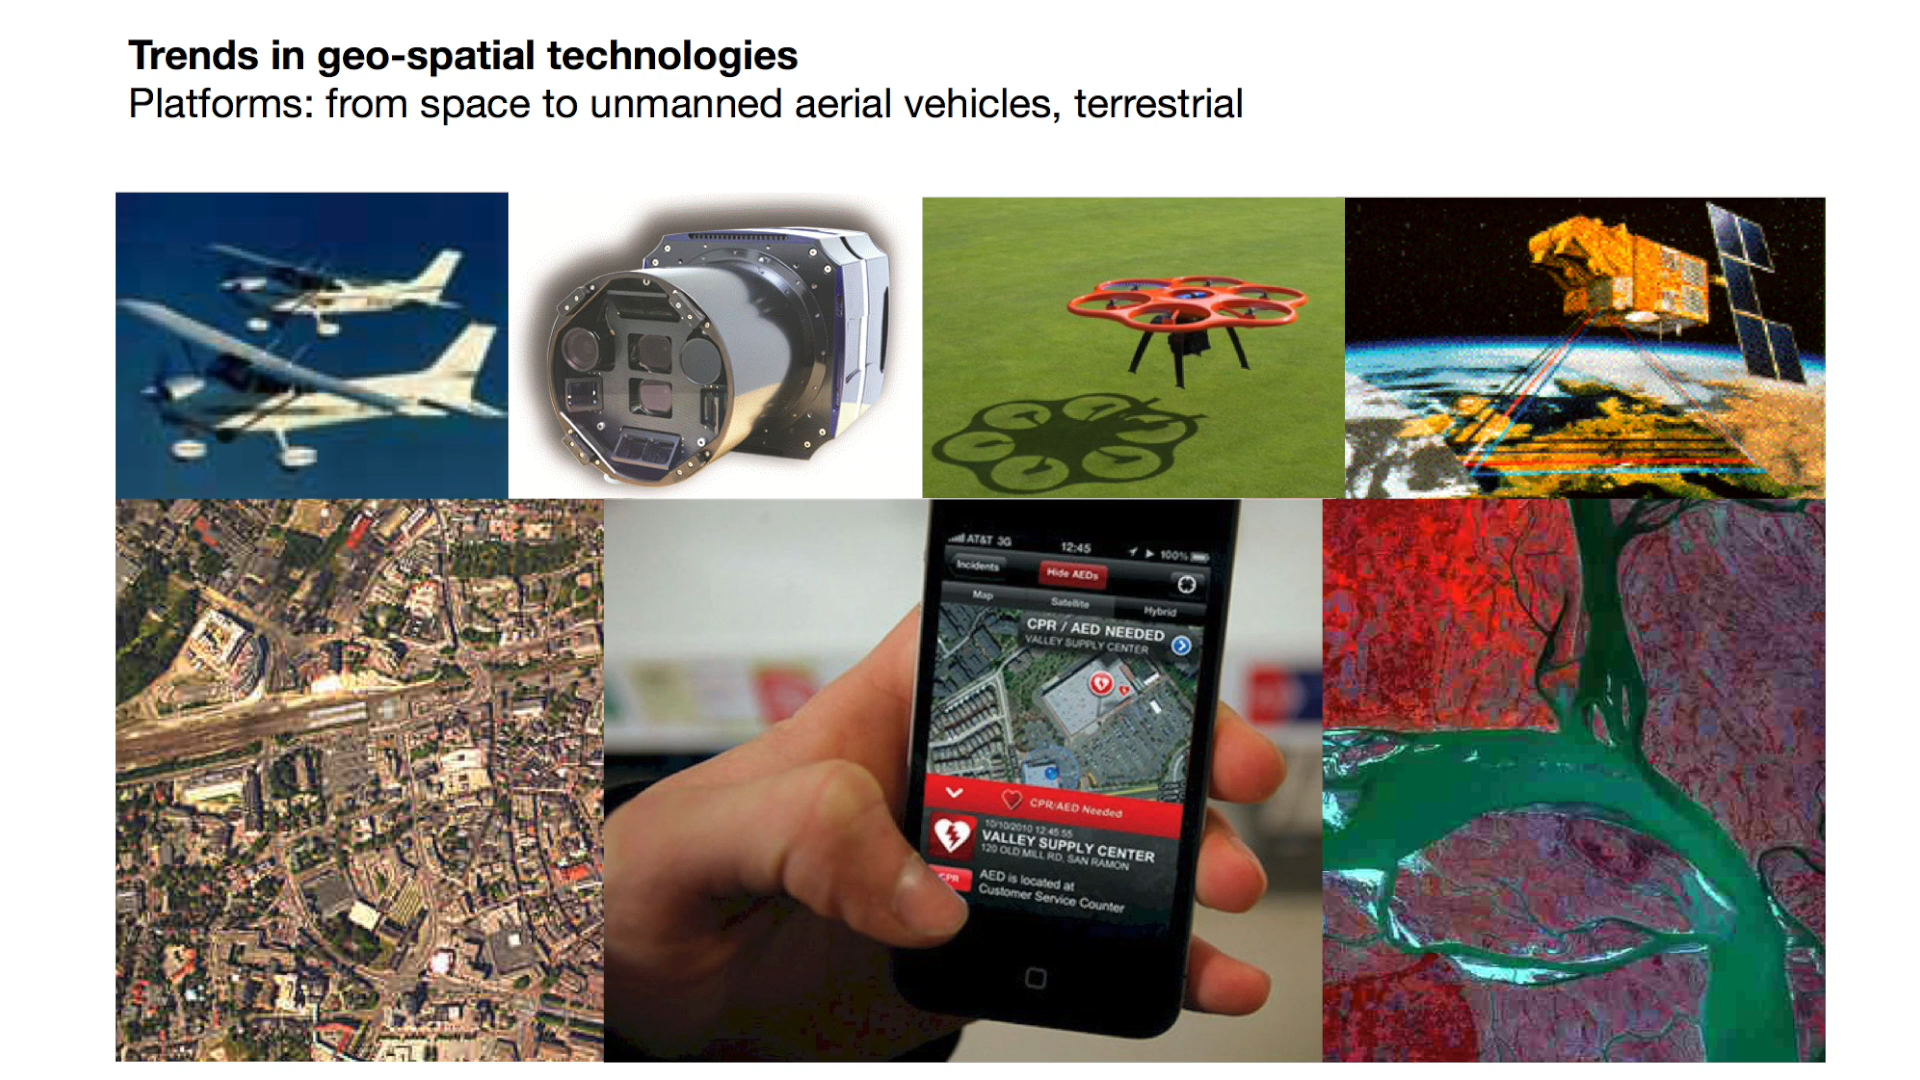 Trends in geo-spatial technologies
Platforms: from space to unmanned aerial vehicles, terrestrial
AT&T 3G 12:45 100%
Incidents Hide AEDs
Map Satellite Hybrid
CPR / AED NEEDED
VALLEY SUPPLY CENTER
CPR/AED Needed
10/10/2010 12:45:55
VALLEY SUPPLY CENTER
120 OLD MILL RD, SAN RAMON
CPR
AED is located at
Customer Service Counter